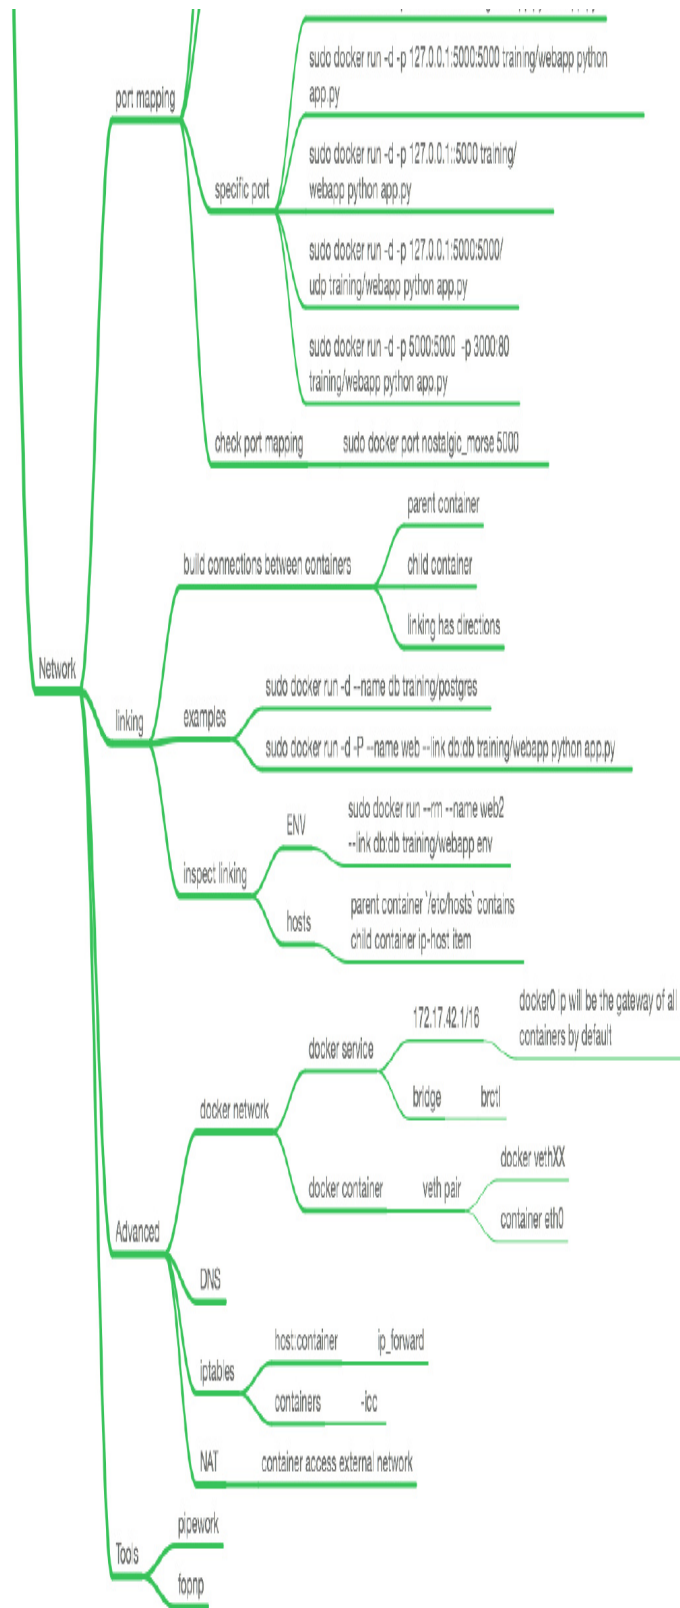 sudo docker run -d -p 127.0.0.1:5000:5000 training/webapp python
app.py
port mapping
sudo docker run -d -p 127.0.0.1::5000 training/
webapp python app.py
specific port
sudo docker run -d -p 127.0.0.1:5000:5000/
udp training/webapp python app.py
sudo docker run -d -p 5000:5000 -p 3000:80
training/webapp python app.py
check port mapping
sudo docker port nostalgic_morse 5000
parent container
build connections between containers
child container
linking has directions
Network
sudo docker run -d --name db training/postgres
linking
examples
sudo docker run -d -P --name web --link db:db training/webapp python app.py
ENV
sudo docker run --rm --name web2
--link db:db training/webapp env
inspect linking
hosts
parent container `/etc/hosts` contains
child container ip-host item
172.17.42.1/16
docker0 ip will be the gateway of all
containers by default
docker service
bridge
brctl
docker network
docker container
veth pair
docker vethXX
container eth0
Advanced
DNS
host:container
ip_forward
iptables
containers
-icc
NAT
container access external network
pipework
Tools
fopnp